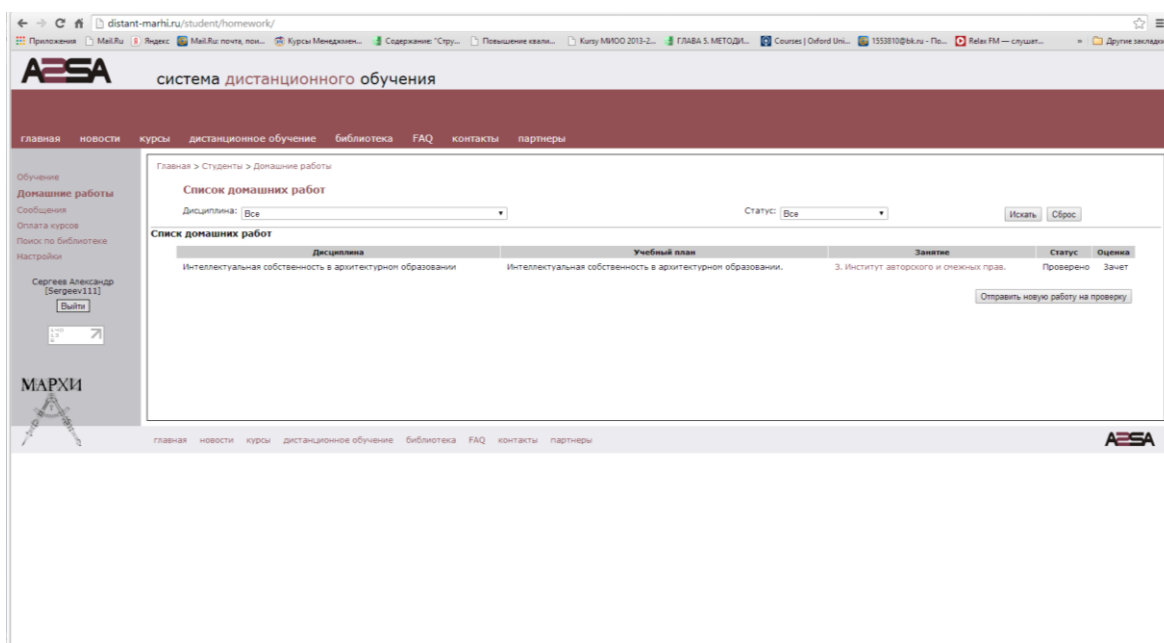 distant-marhi.ru/student/homework/
Приложения Mail.Ru Яндекс Mail.Ru: почта, пои... Курсы Менеджмен... Содержание: "Стру... Повышение квали... Kursy МИОО 2013-2... ГЛАВА 5. МЕТОДИ... Courses | Oxford Uni... 1553810@bk.ru - По... Relax FM — слушат... » Другие закладки
A2SA система дистанционного обучения
главная новости курсы дистанционное обучение библиотека FAQ контакты партнеры
Главная > Студенты > Домашние работы
Обучение
Домашние работы
Сообщения
Оплата курсов
Поиск по библиотеке
Настройки
Сергеев Александр
[Sergeev111]
Выйти
МАРХИ
Список домашних работ
Дисциплина: Все Статус: Все Искать Сброс
Список домашних работ
Дисциплина Учебный план Занятие Статус Оценка
Интеллектуальная собственность в архитектурном образовании Интеллектуальная собственность в архитектурном образовании. 3. Институт авторского и смежных прав. Проверено Зачет
Отправить новую работу на проверку
главная новости курсы дистанционное обучение библиотека FAQ контакты партнеры A2SA